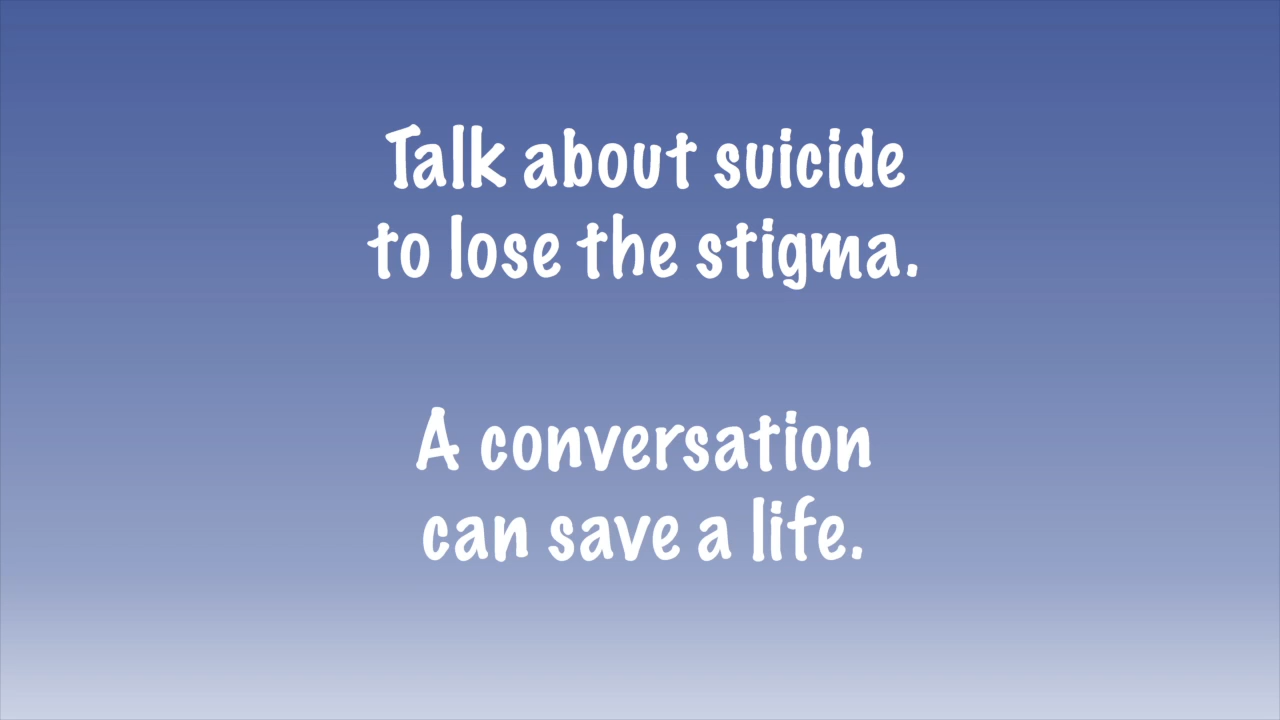 Talk about suicide
to lose the stigma.
A conversation
can save a life.